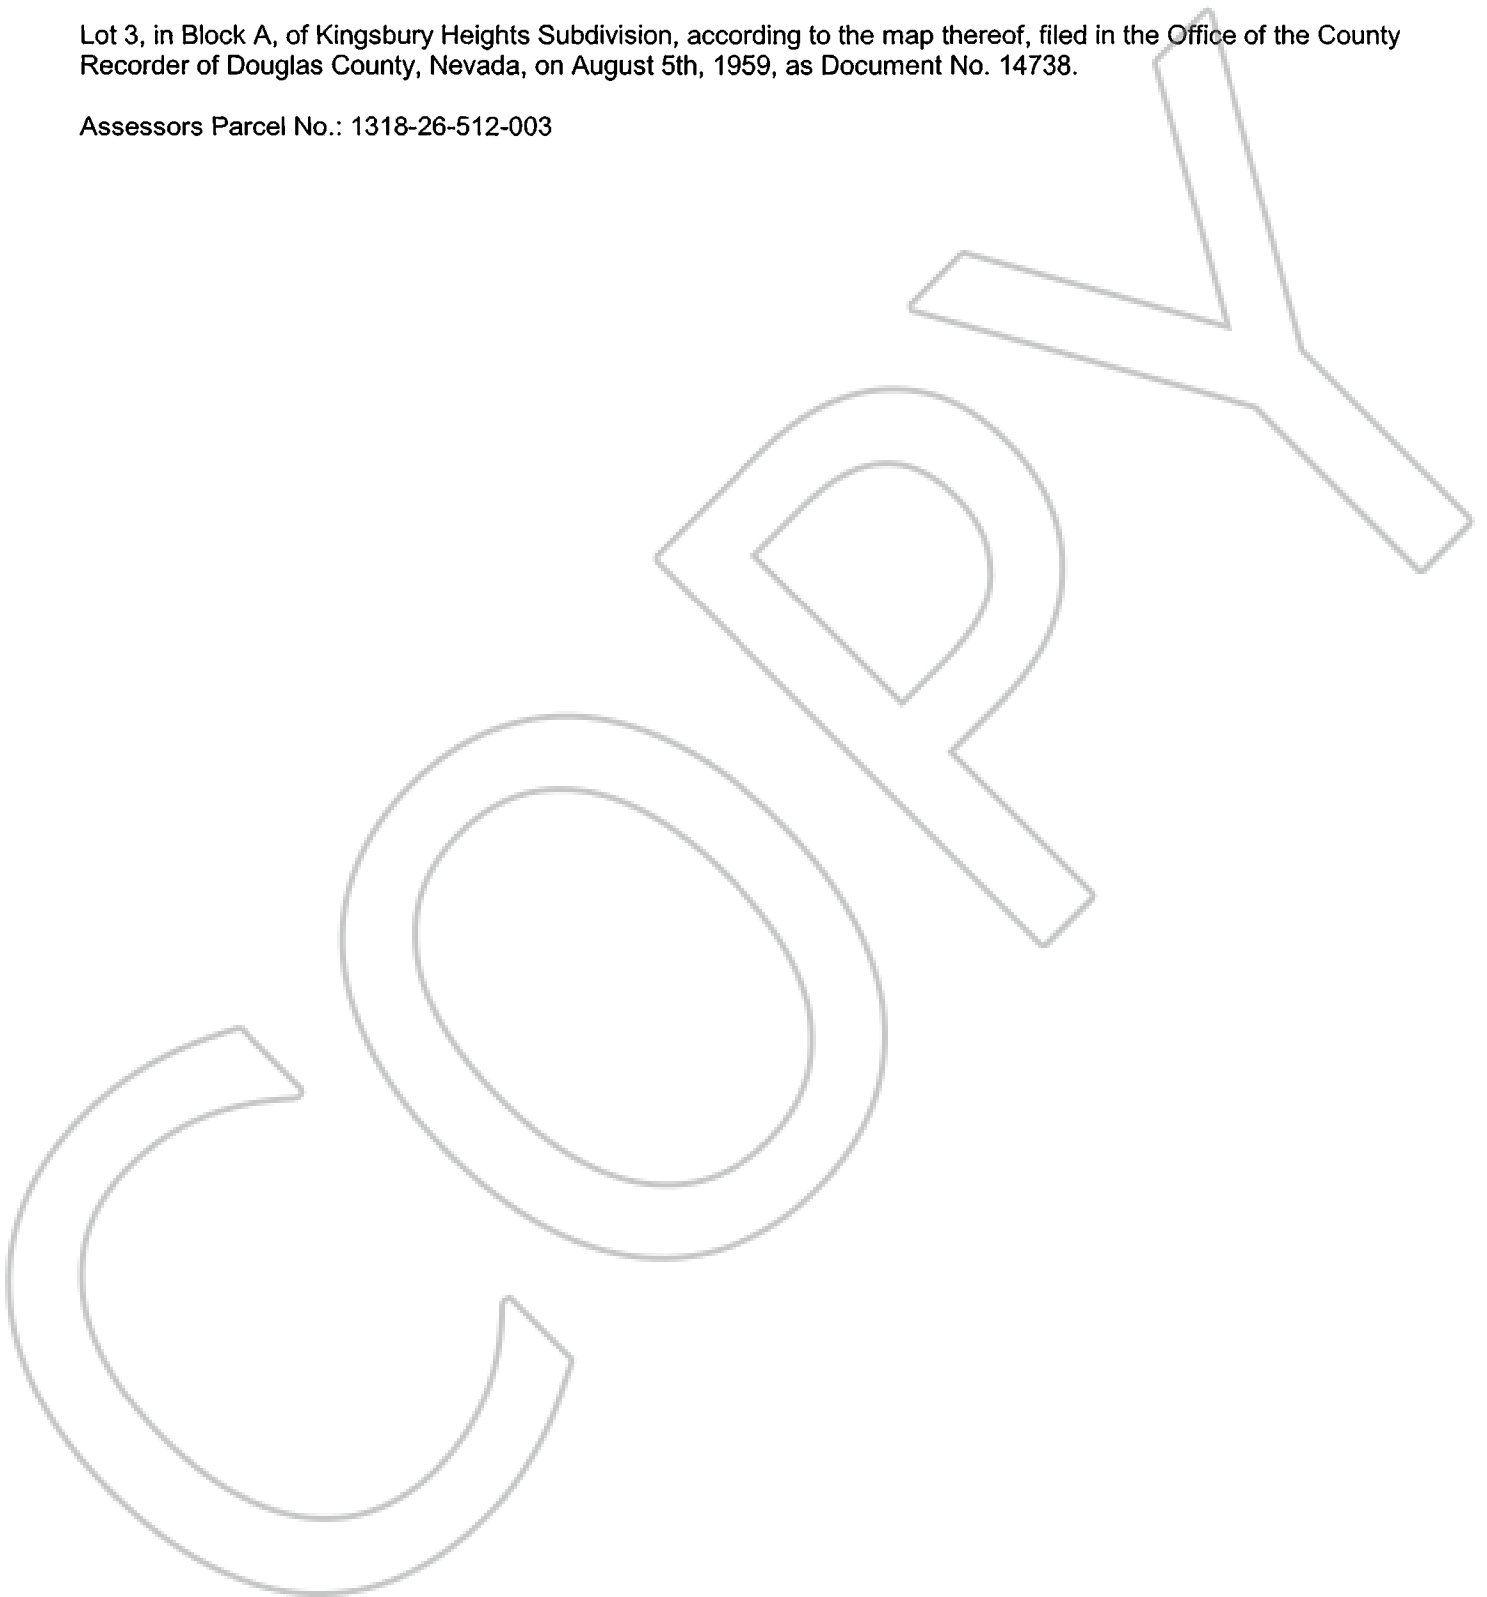 Lot 3, in Block A, of Kingsbury Heights Subdivision, according to the map thereof, filed in the Office of the County
Recorder of Douglas County, Nevada, on August 5th, 1959, as Document No. 14738.
Assessors Parcel No.: 1318-26-512-003
COPY